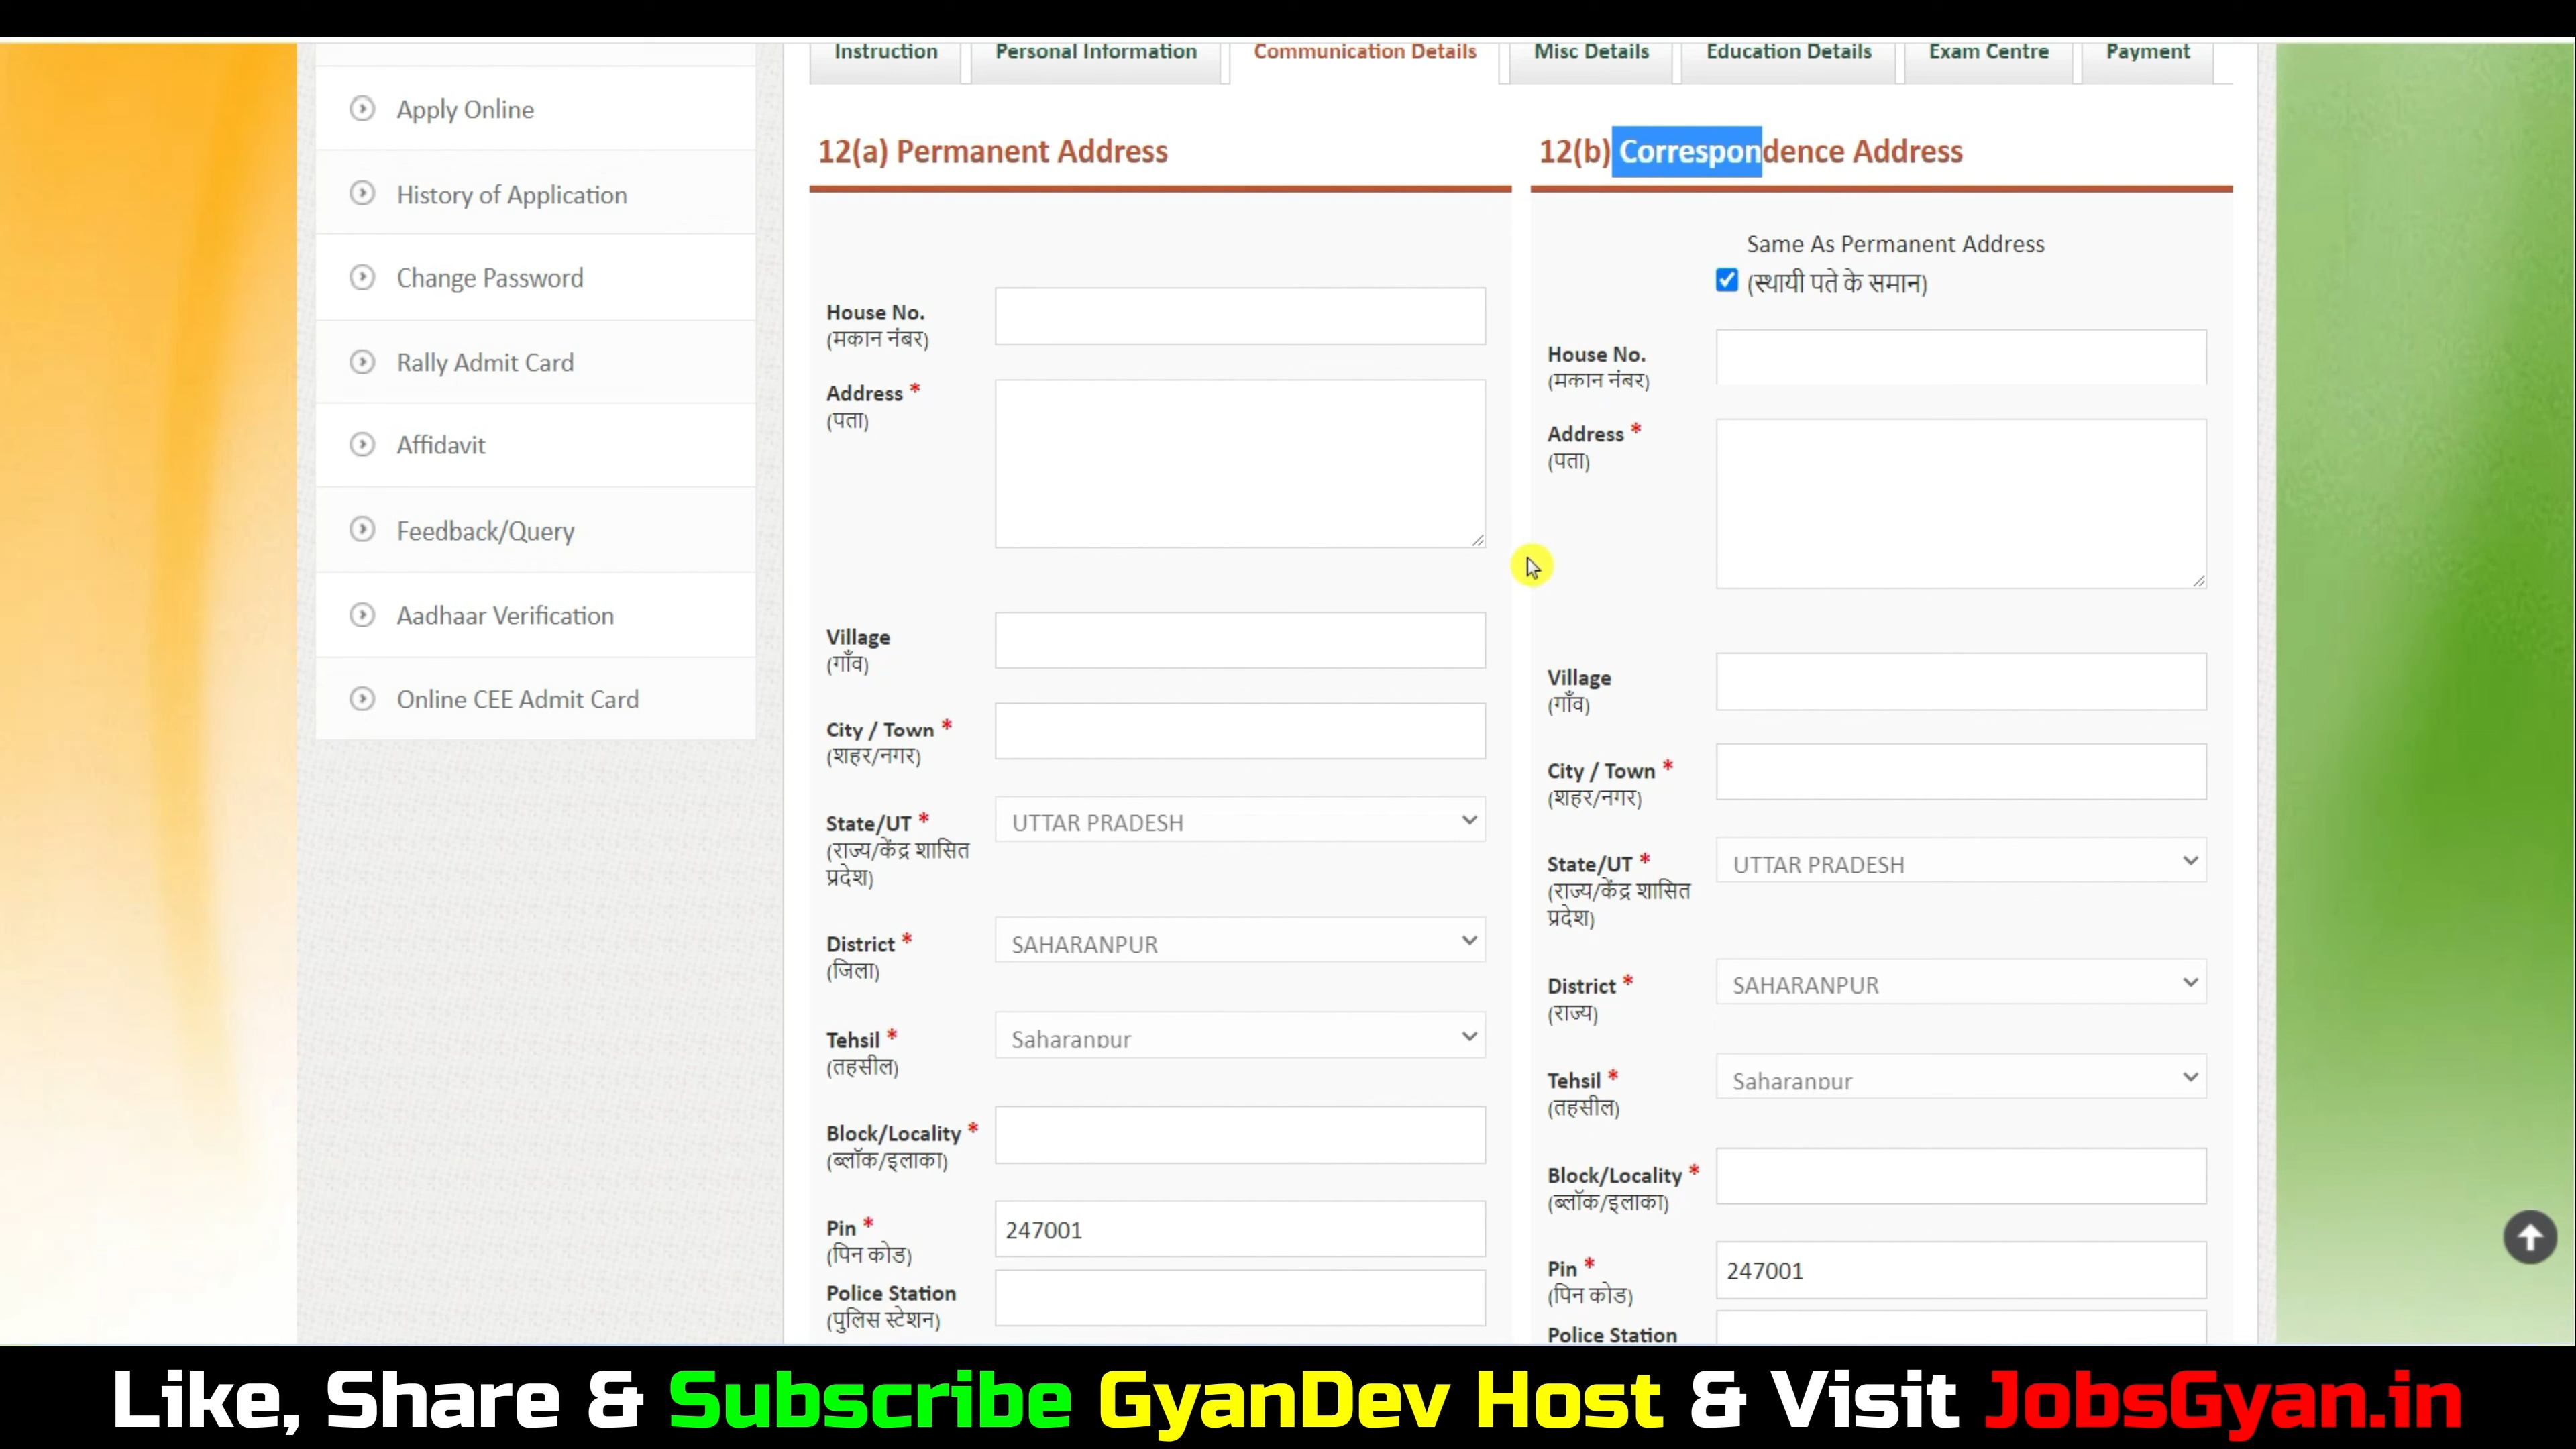 Instruction
Personal Information
Communication Details
Misc Details
Education Details
Exam Centre
Payment
Apply Online
History of Application
Change Password
Rally Admit Card
Affidavit
Feedback/Query
Aadhaar Verification
Online CEE Admit Card
12(a) Permanent Address
House No.
(मकान नंबर)
Address *
(पता)
Village
(गाँव)
City / Town *
(शहर/नगर)
State/UT *
(राज्य/केंद्र शासित
प्रदेश)
UTTAR PRADESH
District *
(जिला)
SAHARANPUR
Tehsil *
(तहसील)
Saharanpur
Block/Locality *
(ब्लॉक/इलाका)
Pin *
(पिन कोड)
247001
Police Station
(पुलिस स्टेशन)
12(b) Correspondence Address
Same As Permanent Address
(स्थायी पते के समान)
House No.
(मकान नंबर)
Address *
(पता)
Village
(गाँव)
City / Town *
(शहर/नगर)
State/UT *
(राज्य/केंद्र शासित
प्रदेश)
UTTAR PRADESH
District *
(राज्य)
SAHARANPUR
Tehsil *
(तहसील)
Saharanpur
Block/Locality *
(ब्लॉक/इलाका)
Pin *
(पिन कोड)
247001
Police Station
Like, Share & Subscribe GyanDev Host & Visit JobsGyan.in